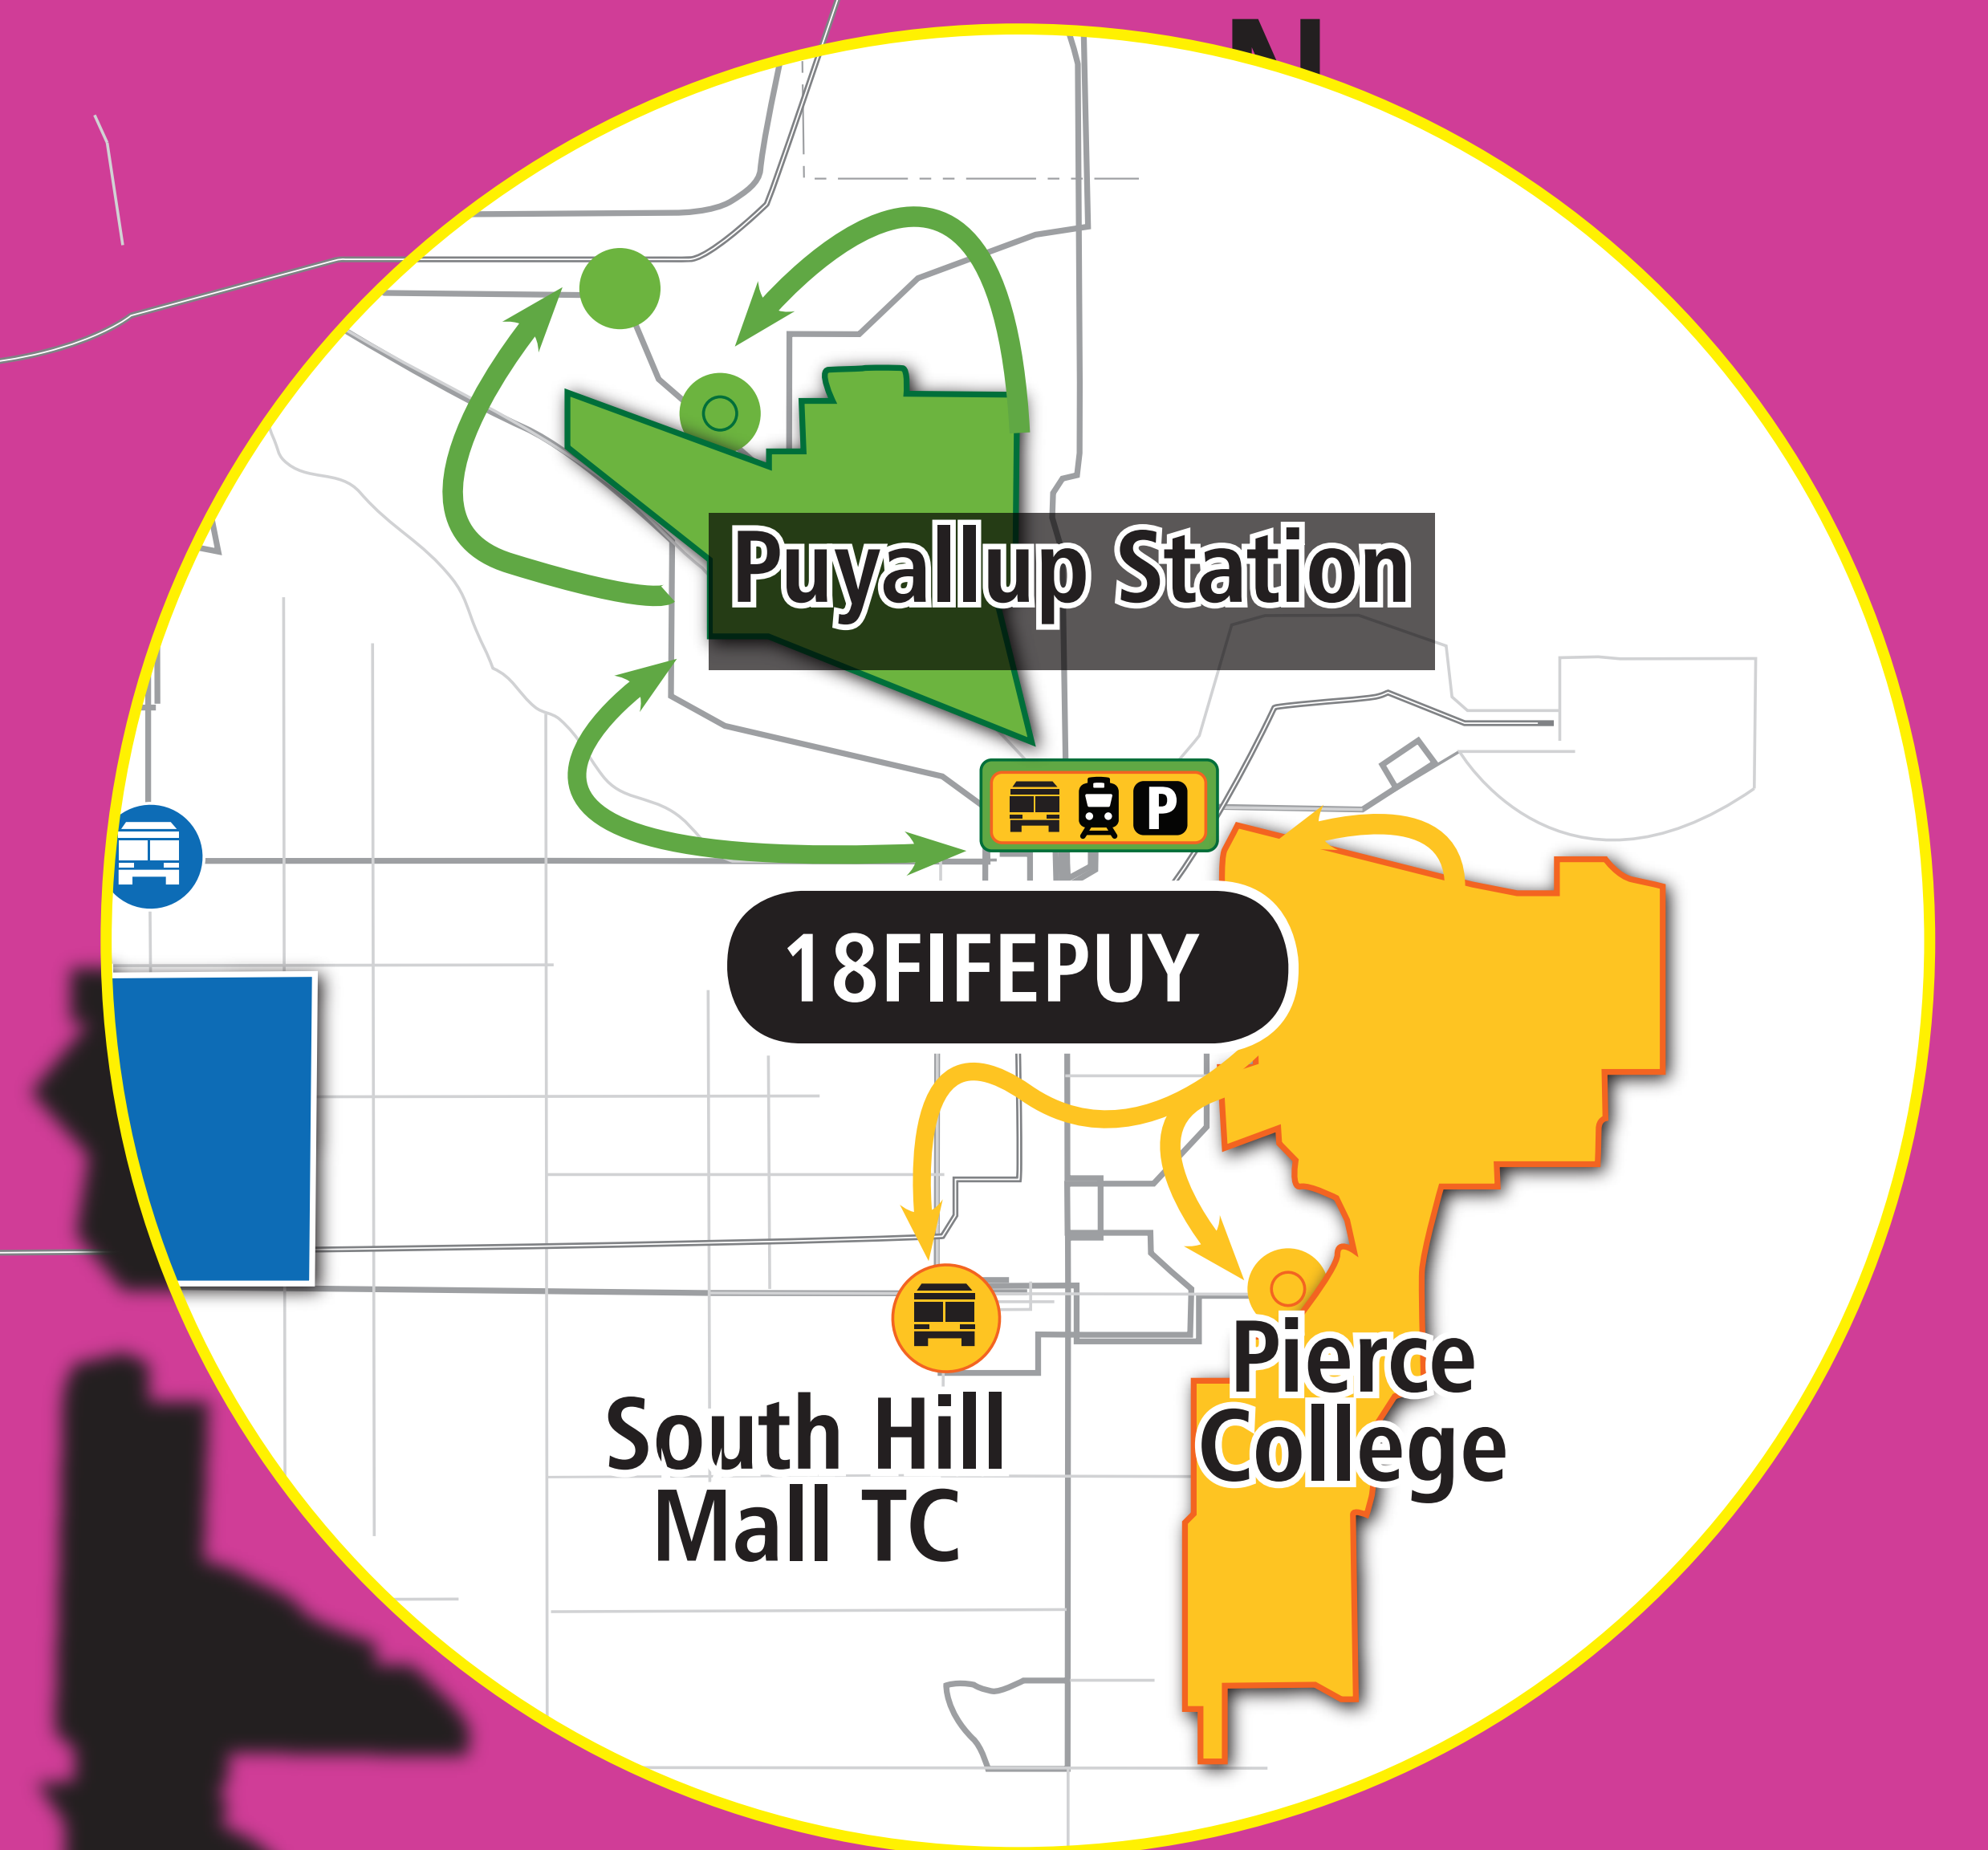 N
Puyallup Station
P
18FIFEPUY
Pierce
College
South Hill
Mall TC